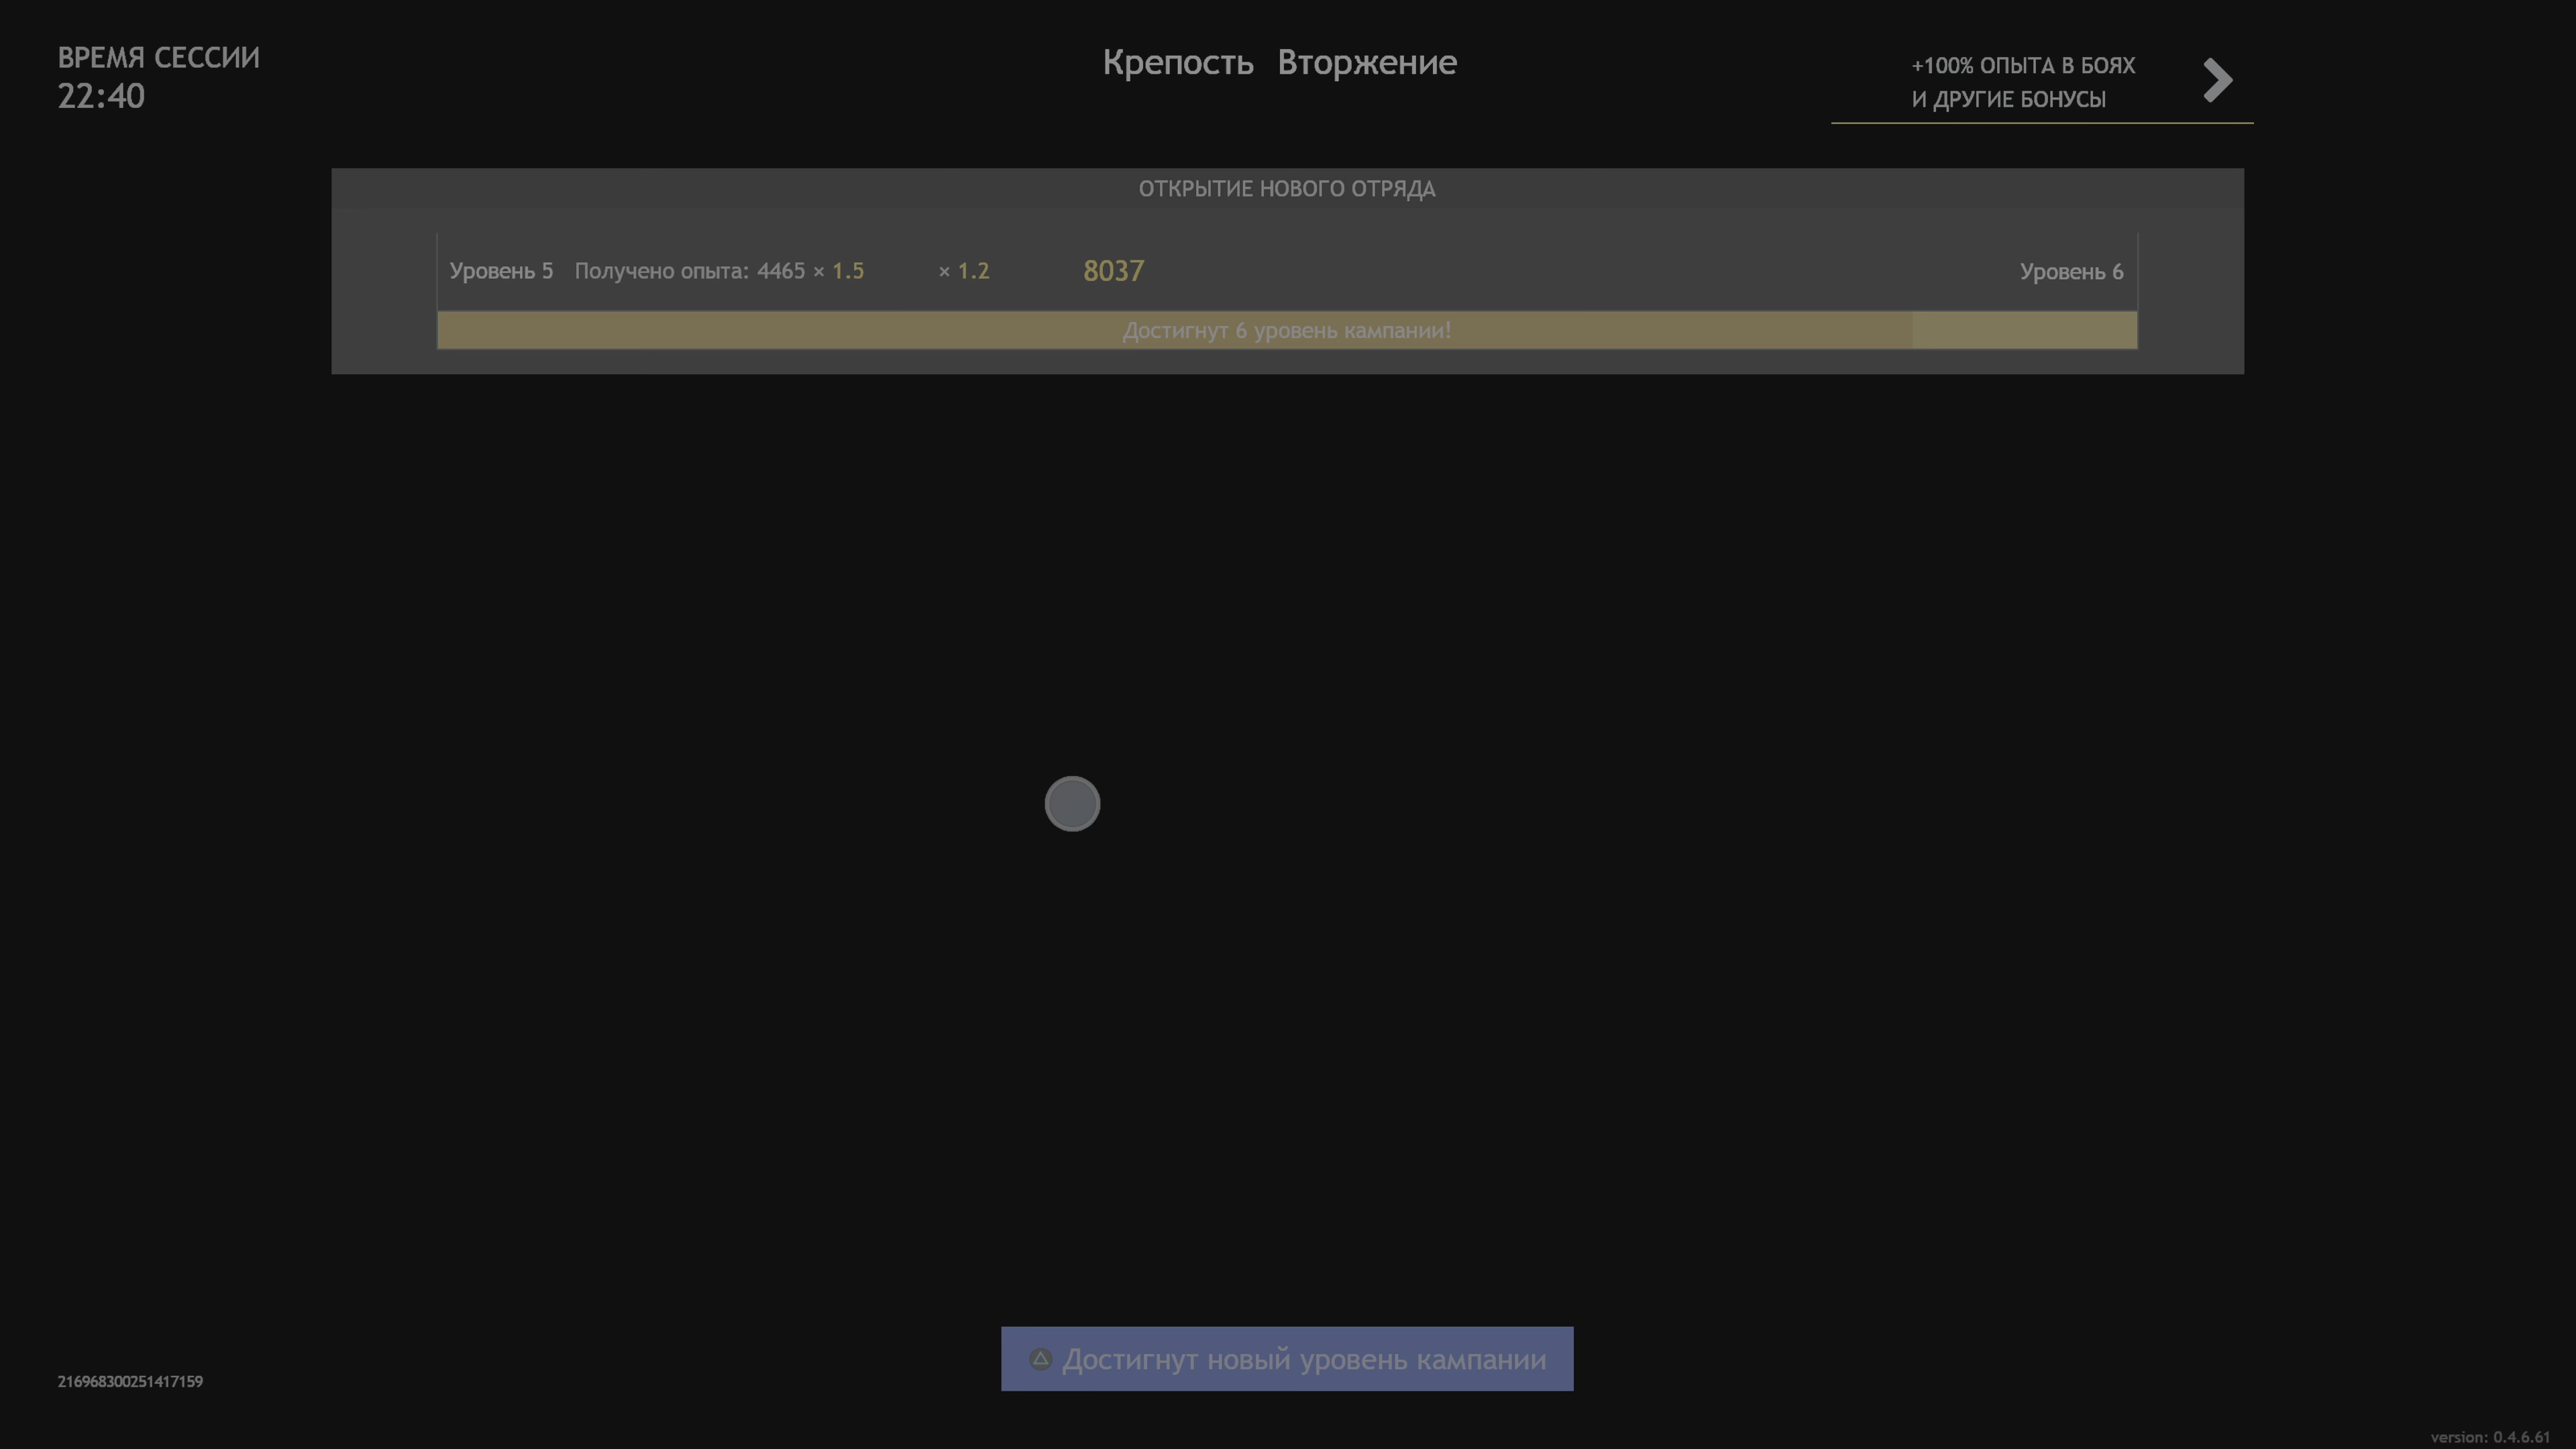 ВРЕМЯ СЕССИИ
22:40
Крепость Вторжение
+100% ОПЫТА В БОЯХ
И ДРУГИЕ БОНУСЫ
ОТКРЫТИЕ НОВОГО ОТРЯДА
Уровень 5 Получено опыта: 4465 × 1.5 × 1.2 8037 Уровень 6
Достигнут 6 уровень кампании!
Достигнут новый уровень кампании
216968300251417159
version: 0.4.6.61